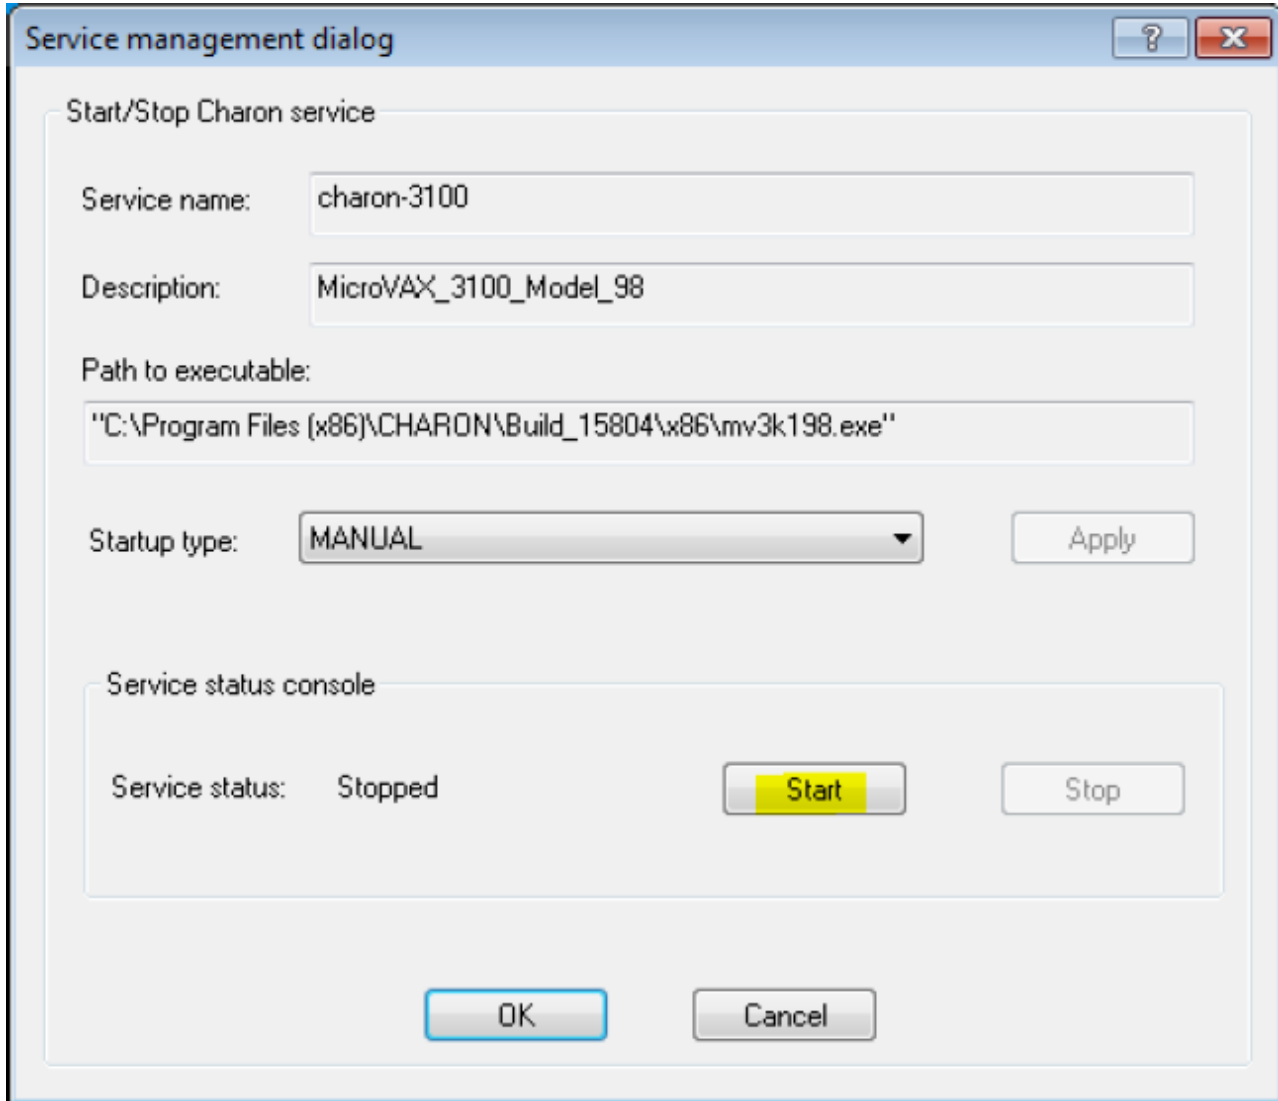 Service management dialog
?
Start/Stop Charon service
Service name: charon-3100
Description: MicroVAX_3100_Model_98
Path to executable:
"C:\Program Files (x86)\CHARON\Build_15804\x86\mv3k198.exe"
Startup type: MANUAL Apply
Service status console
Service status: Stopped Start Stop
OK Cancel